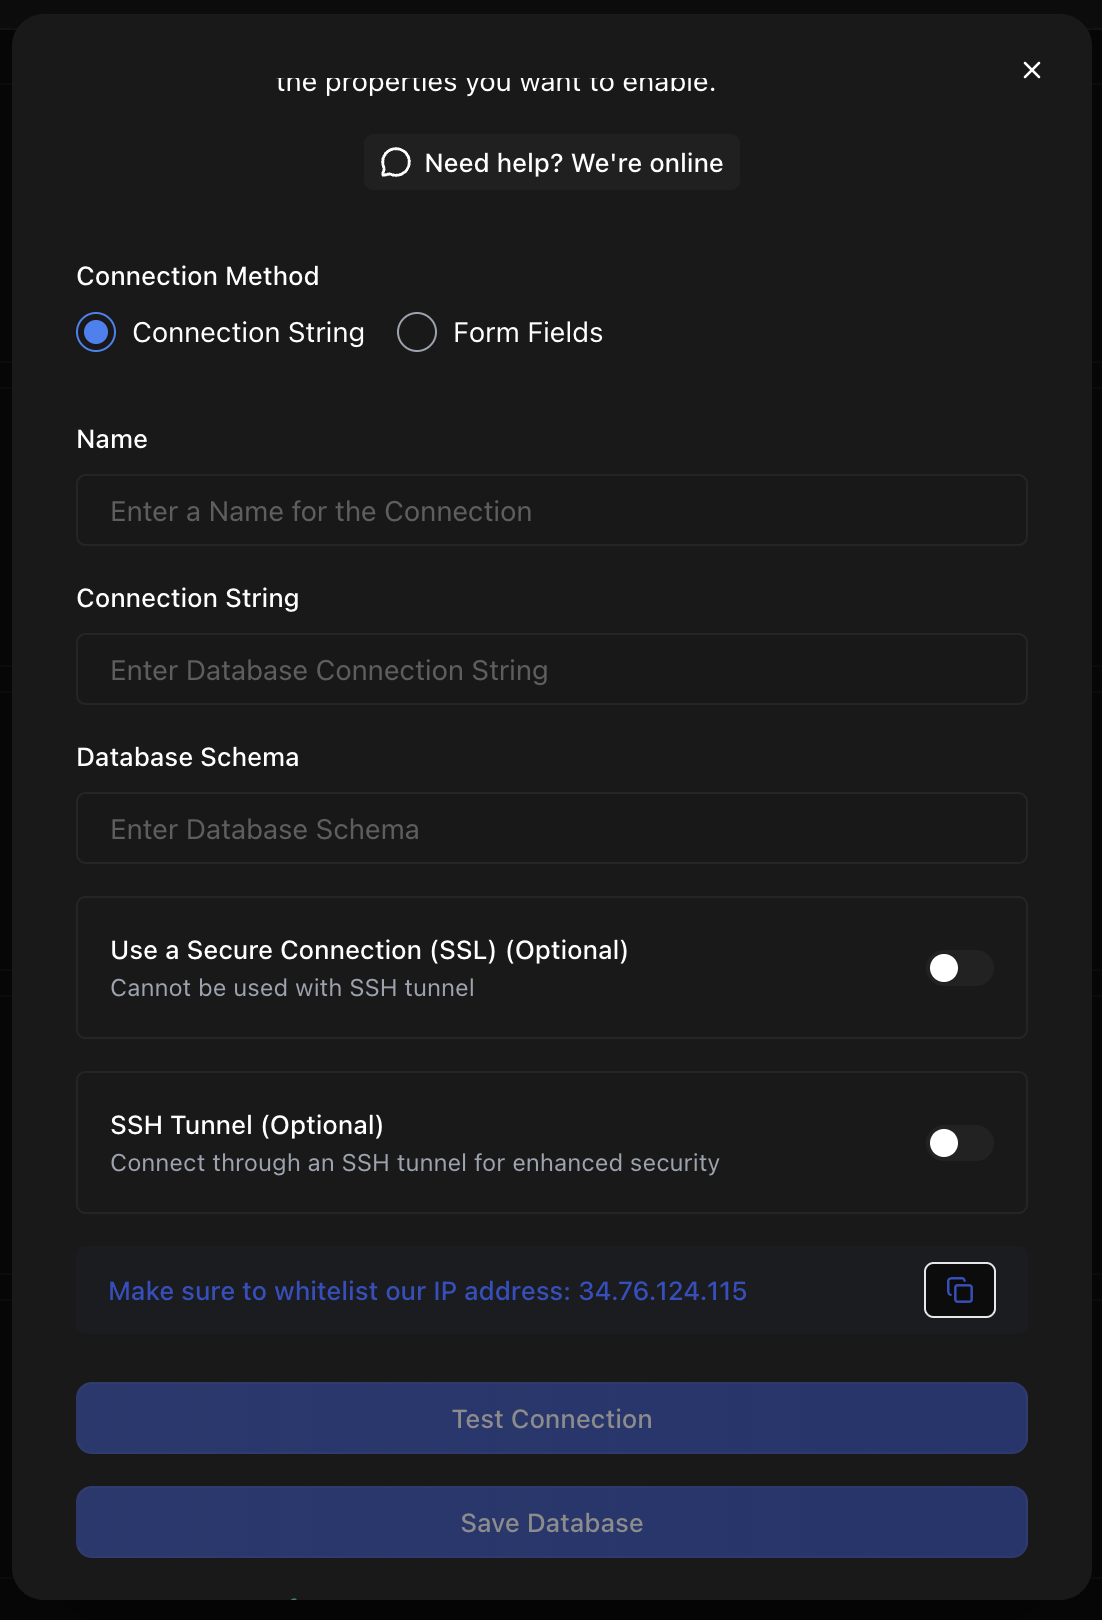 the properties you want to enable.
Need help? We're online
Connection Method
Connection String
Form Fields
Name
Enter a Name for the Connection
Connection String
Enter Database Connection String
Database Schema
Enter Database Schema
Use a Secure Connection (SSL) (Optional)
Cannot be used with SSH tunnel
SSH Tunnel (Optional)
Connect through an SSH tunnel for enhanced security
Make sure to whitelist our IP address: 34.76.124.115
Test Connection
Save Database